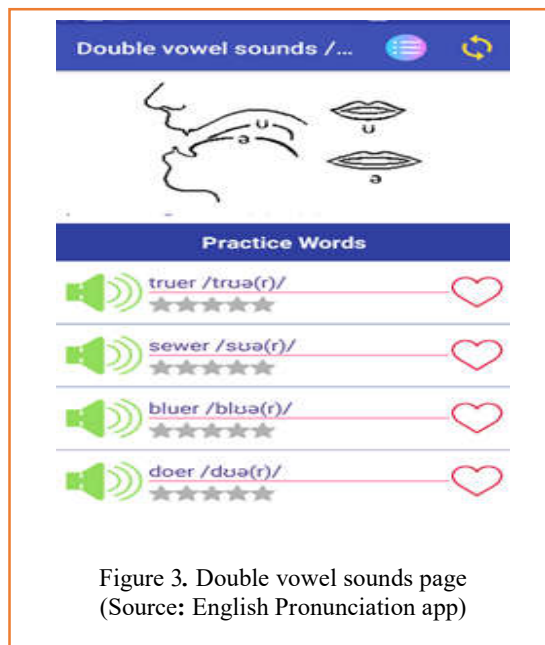 Double vowel sounds /...
ʊ
ə
ʊ
ə
Practice Words
truer /trʊə(r)/
sewer /sʊə(r)/
bluer /blʊə(r)/
doer /dʊə(r)/
Figure 3. Double vowel sounds page
(Source: English Pronunciation app)